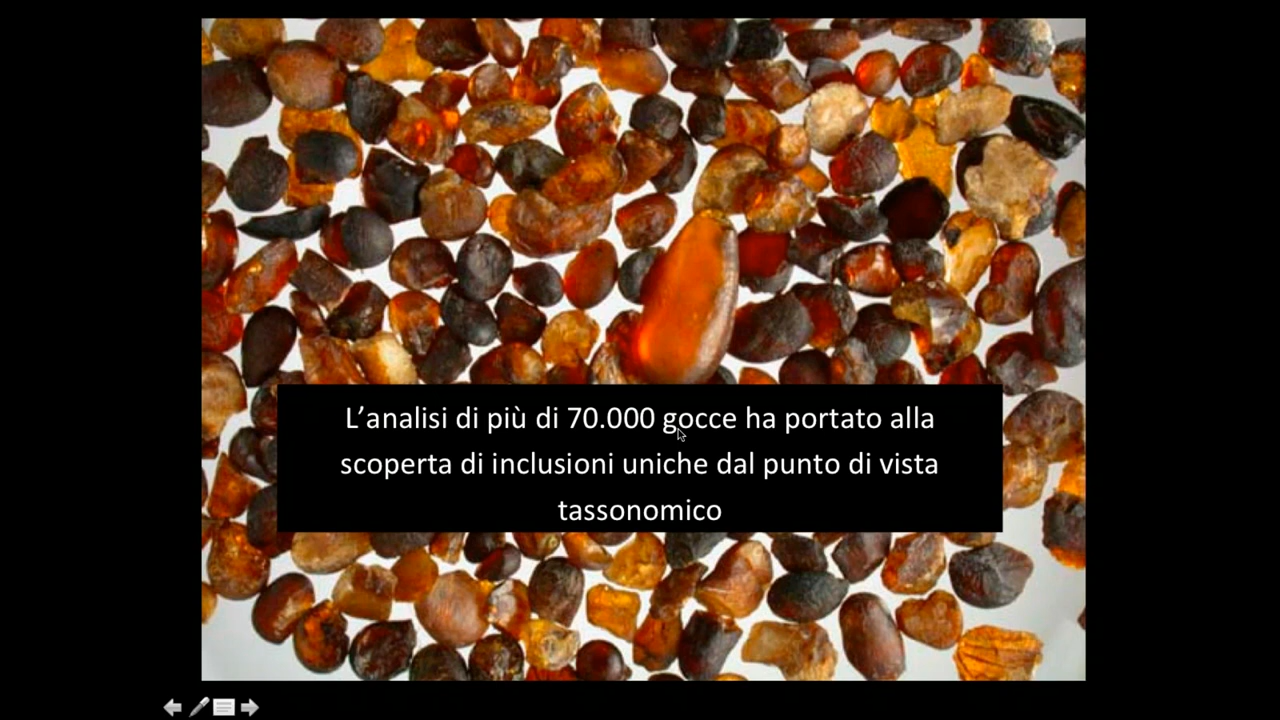 L’analisi di più di 70.000 gocce ha portato alla
scoperta di inclusioni uniche dal punto di vista
tassonomico